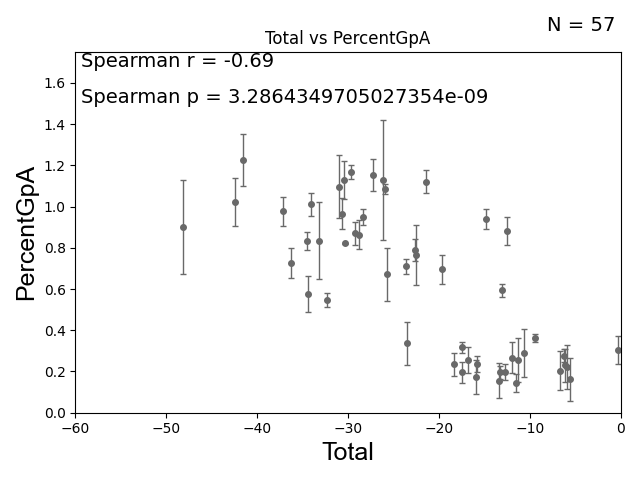 N = 57
Total vs PercentGpA
Spearman r = -0.69
Spearman p = 3.2864349705027354e-09
PercentGpA
1.6
1.4
1.2
1.0
0.8
0.6
0.4
0.2
0.0
−60 −50 −40 −30 −20 −10 0
Total